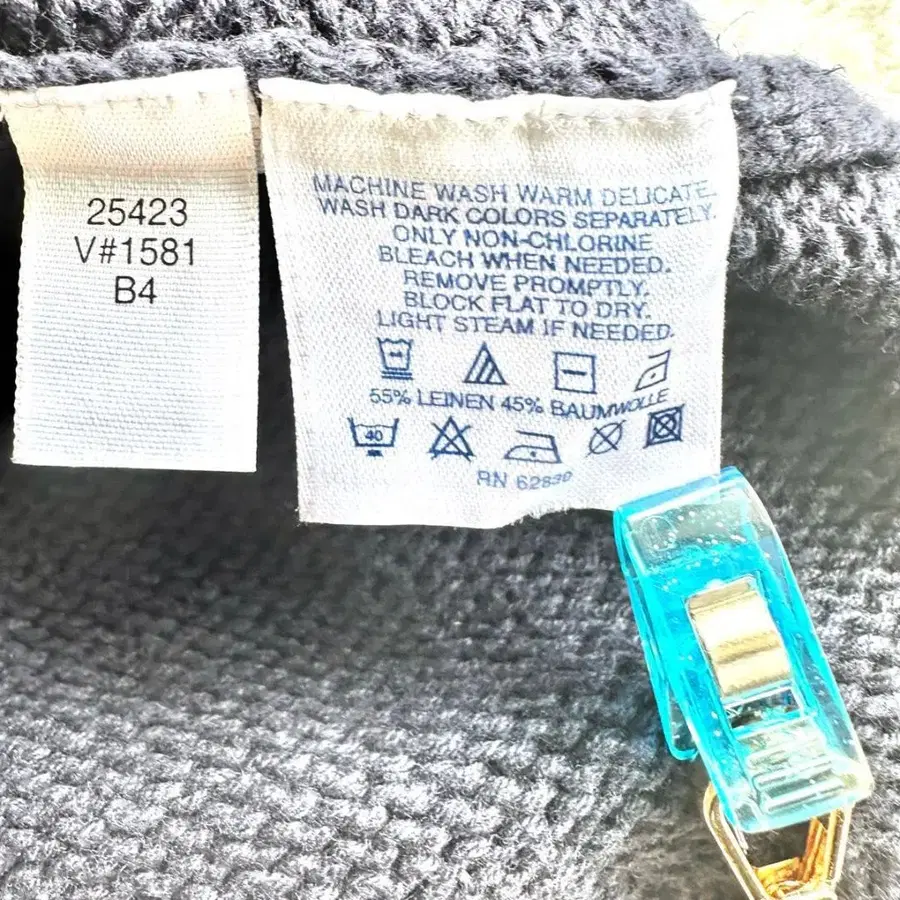 25423
V#1581
B4
MACHINE WASH WARM DELICATE.
WASH DARK COLORS SEPARATELY.
ONLY NON-CHLORINE
BLEACH WHEN NEEDED.
REMOVE PROMPTLY.
BLOCK FLAT TO DRY.
LIGHT STEAM IF NEEDED.
55% LEINEN 45% BAUMWOLLE
40
RN 62830